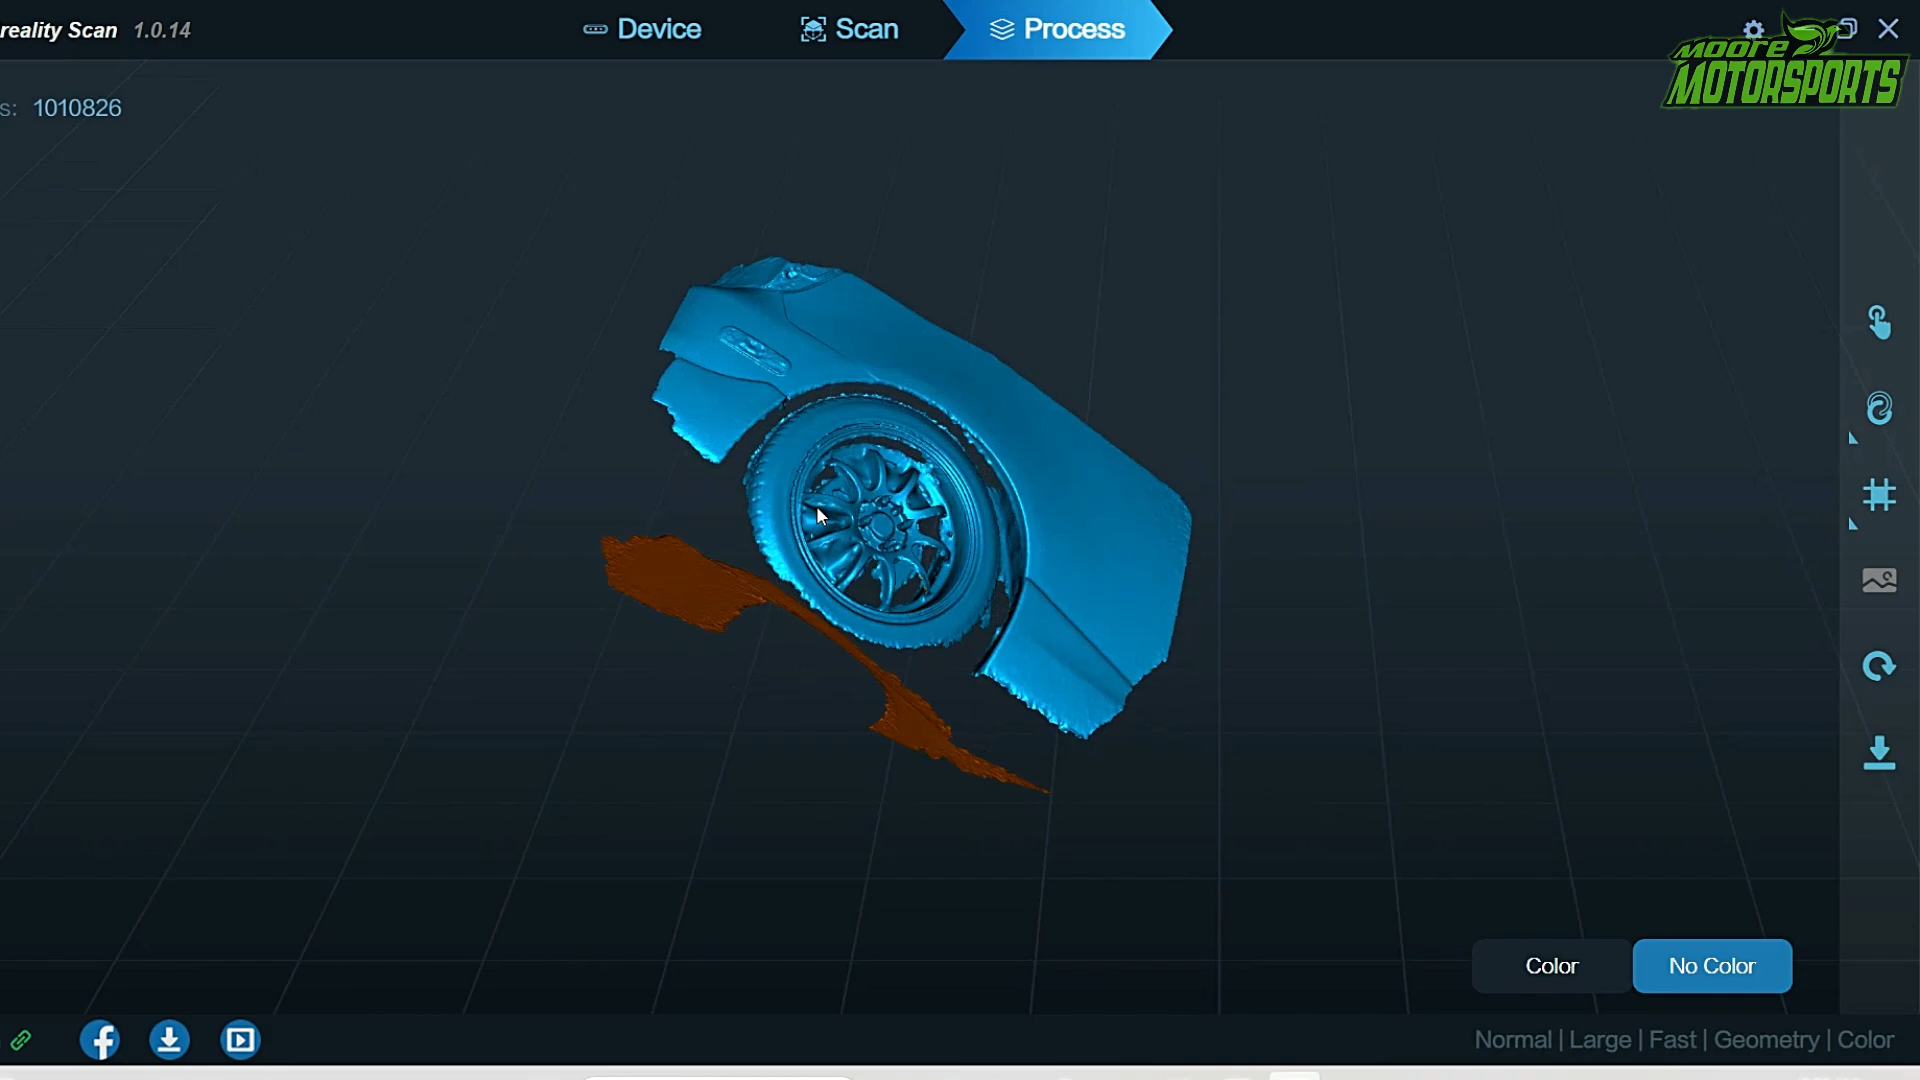 reality Scan 1.0.14
Device
Scan
Process
MOORE
MOTORSPORTS
s: 1010826
Color
No Color
Normal | Large | Fast | Geometry | Color